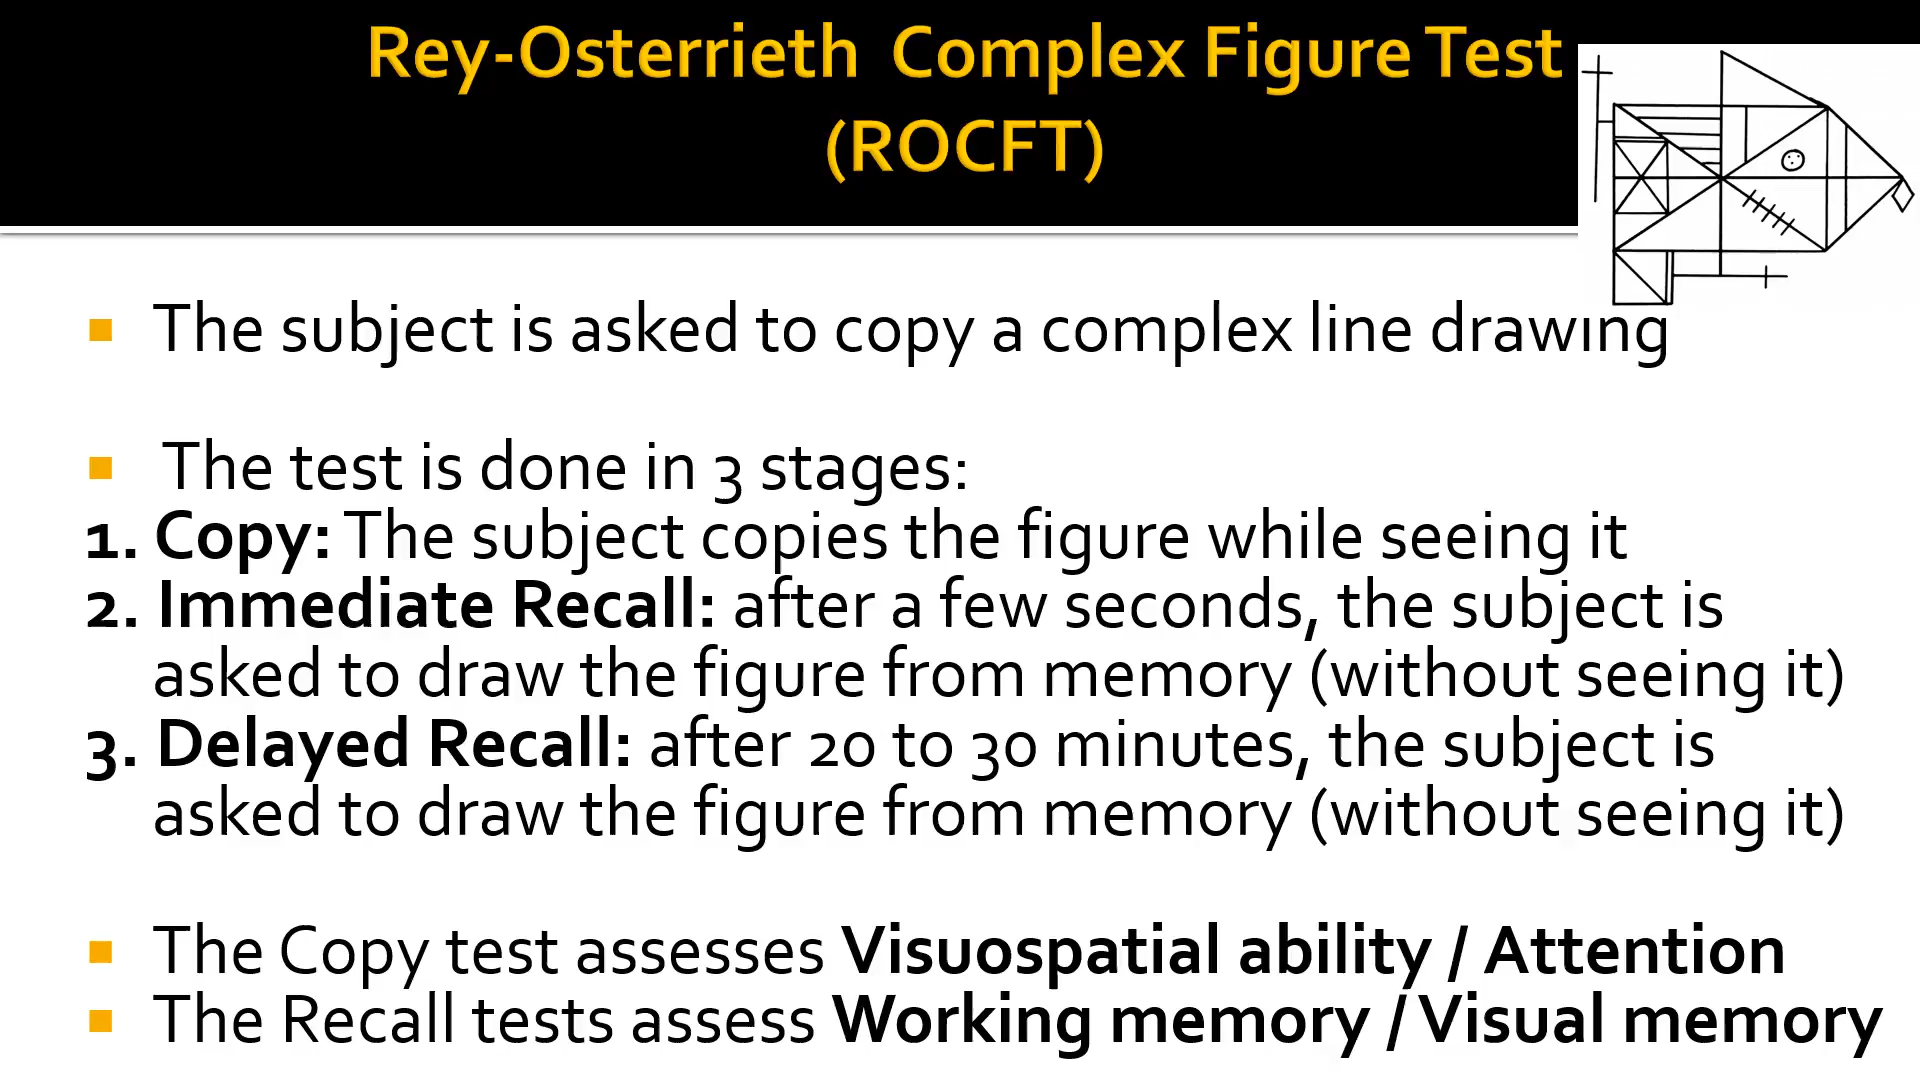 Rey-Osterrieth Complex Figure Test
(ROCFT)
▪ The subject is asked to copy a complex line drawing
▪ The test is done in 3 stages:
1. Copy: The subject copies the figure while seeing it
2. Immediate Recall: after a few seconds, the subject is
asked to draw the figure from memory (without seeing it)
3. Delayed Recall: after 20 to 30 minutes, the subject is
asked to draw the figure from memory (without seeing it)
▪ The Copy test assesses Visuospatial ability / Attention
▪ The Recall tests assess Working memory / Visual memory